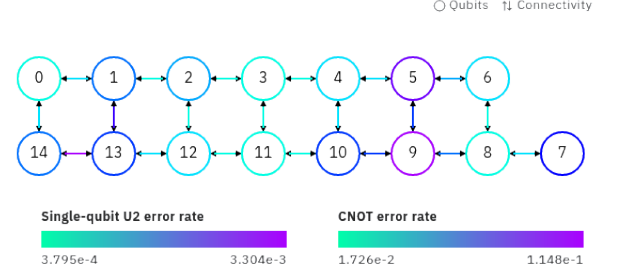 Qubits Connectivity
0 1 2 3 4 5 6
14 13 12 11 10 9 8 7
Single-qubit U2 error rate CNOT error rate
3.795e-4 3.304e-3 1.726e-2 1.148e-1